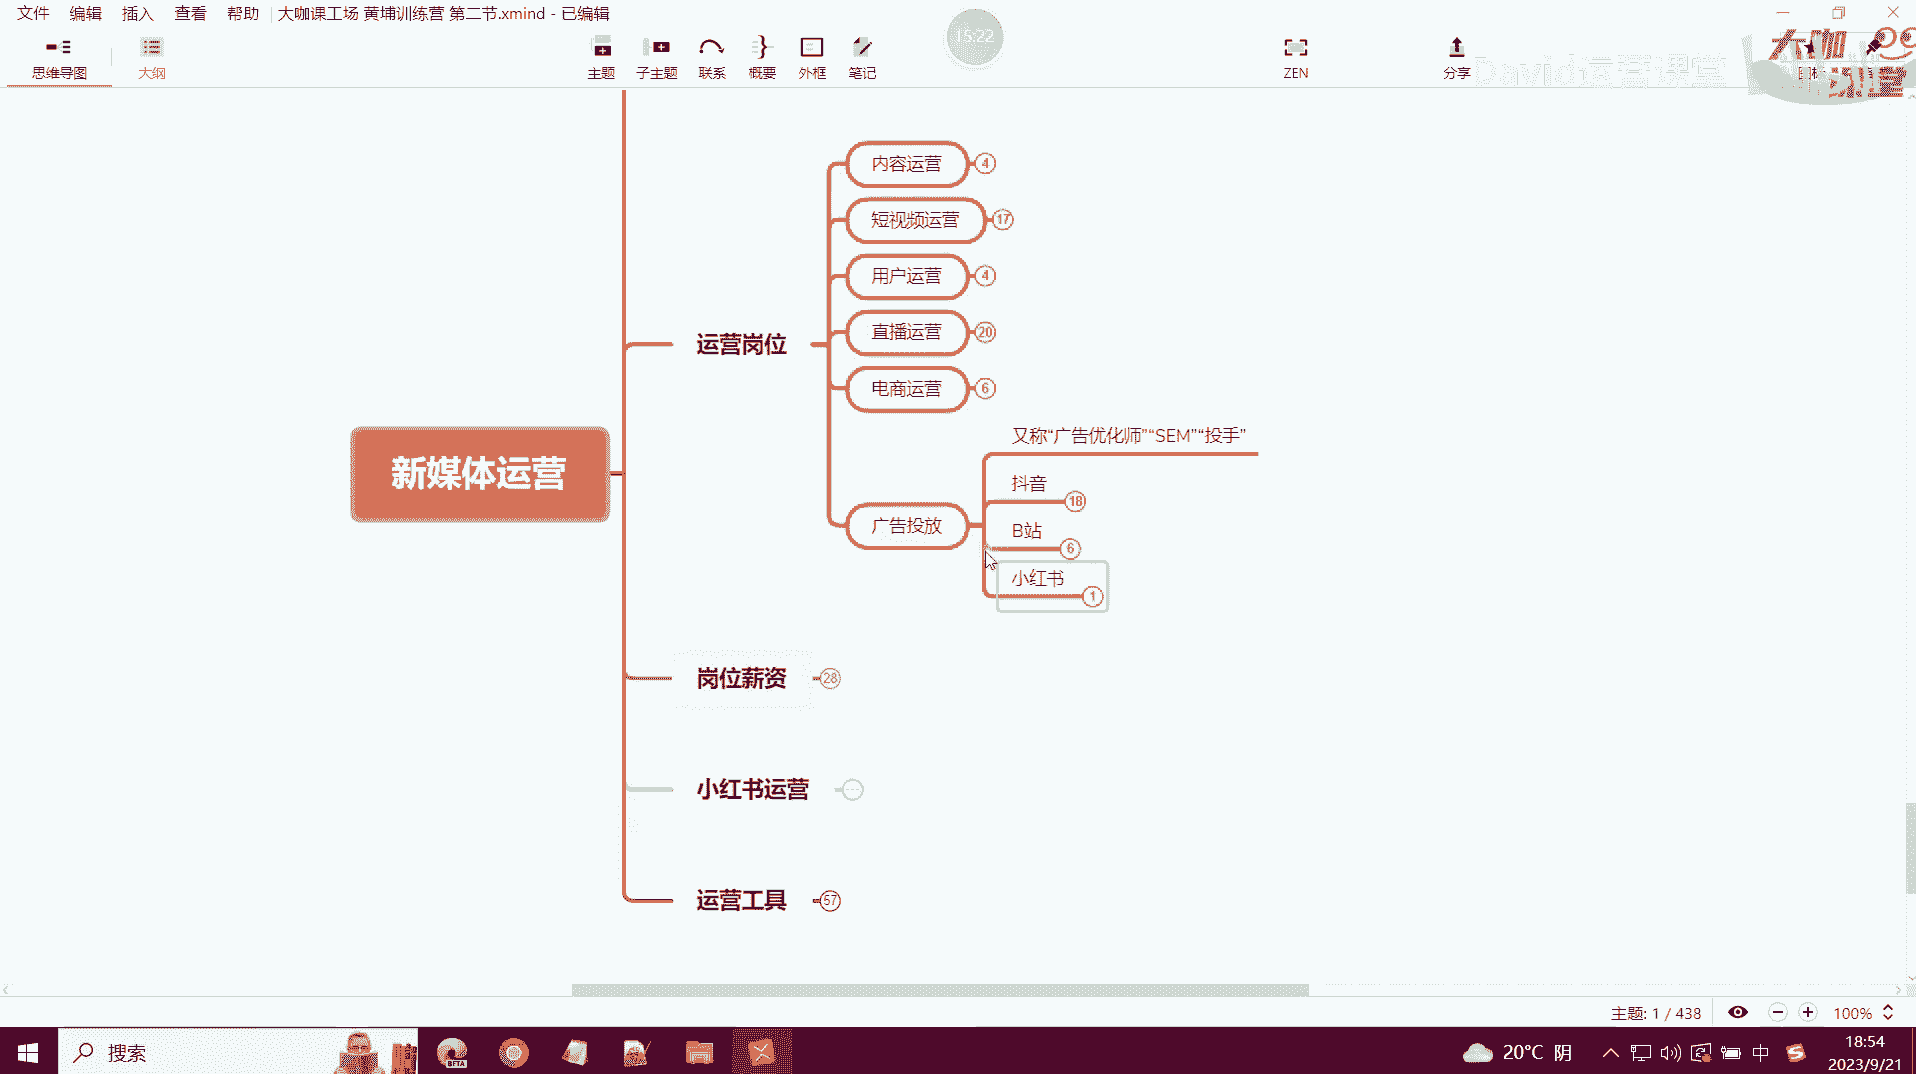 文件 编辑 插入 查看 帮助 大咖课工场 黄埔训练营 第二节.xmind - 已编辑
15:22
思维导图 大纲 主题 子主题 联系 概要 外框 笔记 ZEN 分享
David运营课堂
大咖
内容运营 4
短视频运营 17
用户运营 4
直播运营 20
运营岗位
电商运营 6
又称“广告优化师”“SEM”“投手”
新媒体运营
抖音 18
广告投放
B站 6
小红书 1
岗位薪资 28
小红书运营
运营工具 57
主题: 1 / 438 100%
搜索
BETA
20°C 阴
中
18:54
2023/9/21